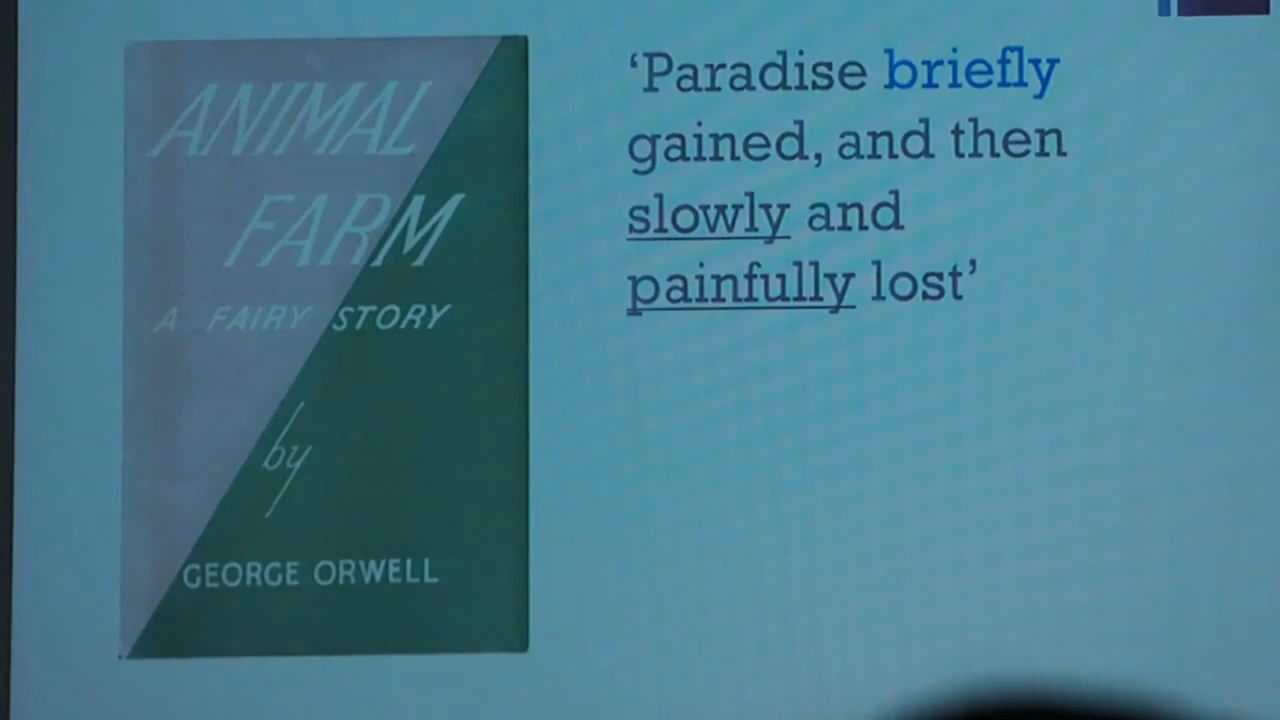 ANIMAL
FARM
A FAIRY STORY
by
GEORGE ORWELL
‘Paradise briefly
gained, and then
slowly and
painfully lost’